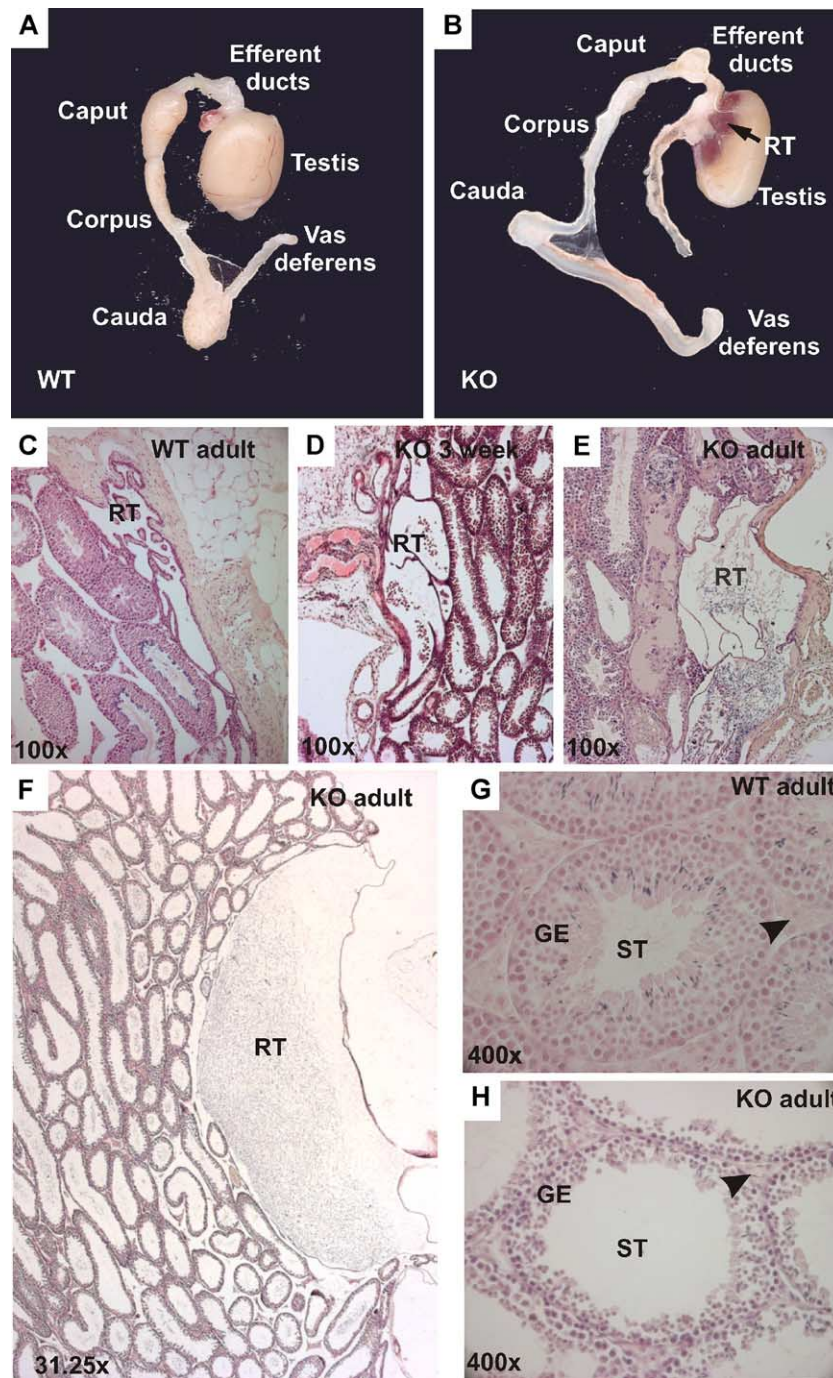 A
Efferent
ducts
Caput
Testis
Corpus
Vas
deferens
Cauda
WT
B
Efferent
ducts
Caput
Corpus
RT
Cauda
Testis
Vas
deferens
KO
C
WT adult
RT
100x
D
KO 3 week
RT
100x
E
KO adult
RT
100x
F
KO adult
RT
31.25x
G
WT adult
GE
ST
400x
H
KO adult
GE
ST
400x